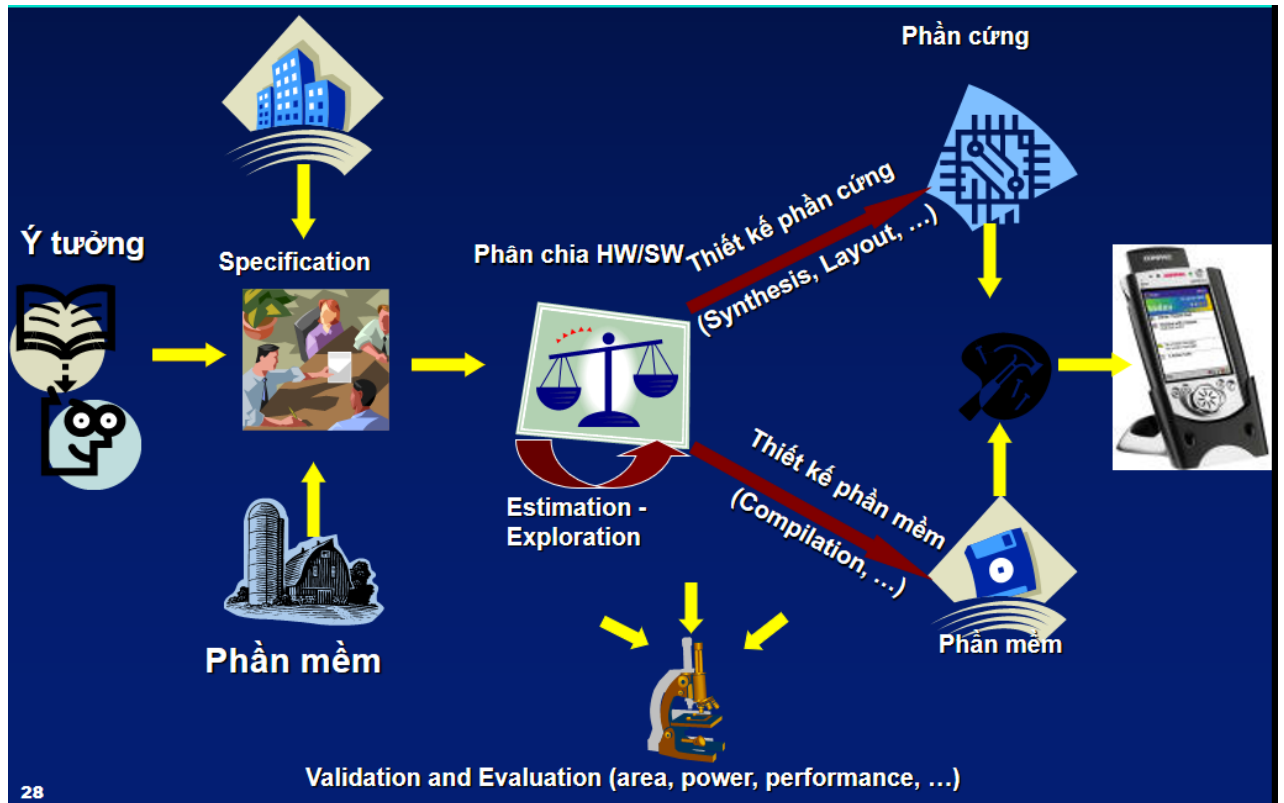 Phần cứng
Ý tưởng
Specification
Phân chia HW/SW
Thiết kế phần cứng
(Synthesis, Layout, …)
Estimation -
Exploration
Thiết kế phần mềm
(Compilation, …)
Phần mềm
Phần mềm
Validation and Evaluation (area, power, performance, …)
28